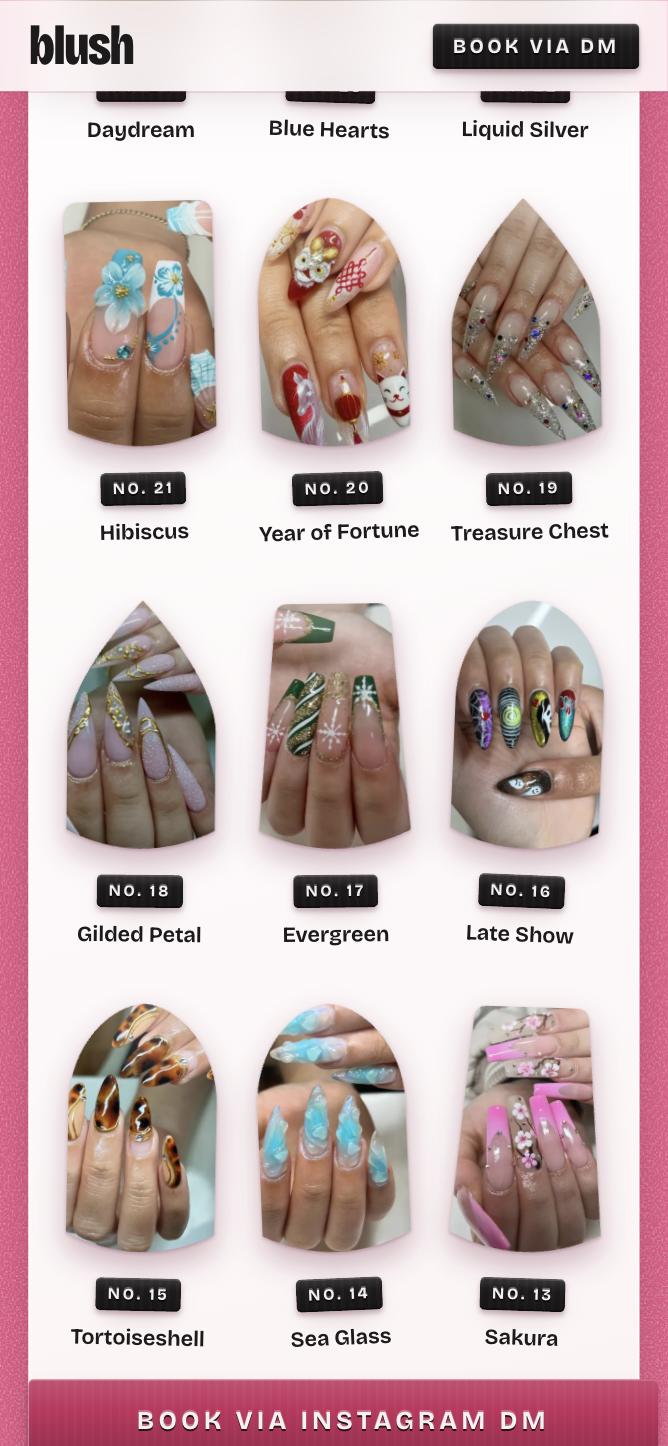 blush
BOOK VIA DM
Daydream
Blue Hearts
Liquid Silver
NO. 21
NO. 20
NO. 19
Hibiscus
Year of Fortune
Treasure Chest
NO. 18
NO. 17
NO. 16
Gilded Petal
Evergreen
Late Show
NO. 15
NO. 14
NO. 13
Tortoiseshell
Sea Glass
Sakura
BOOK VIA INSTAGRAM DM